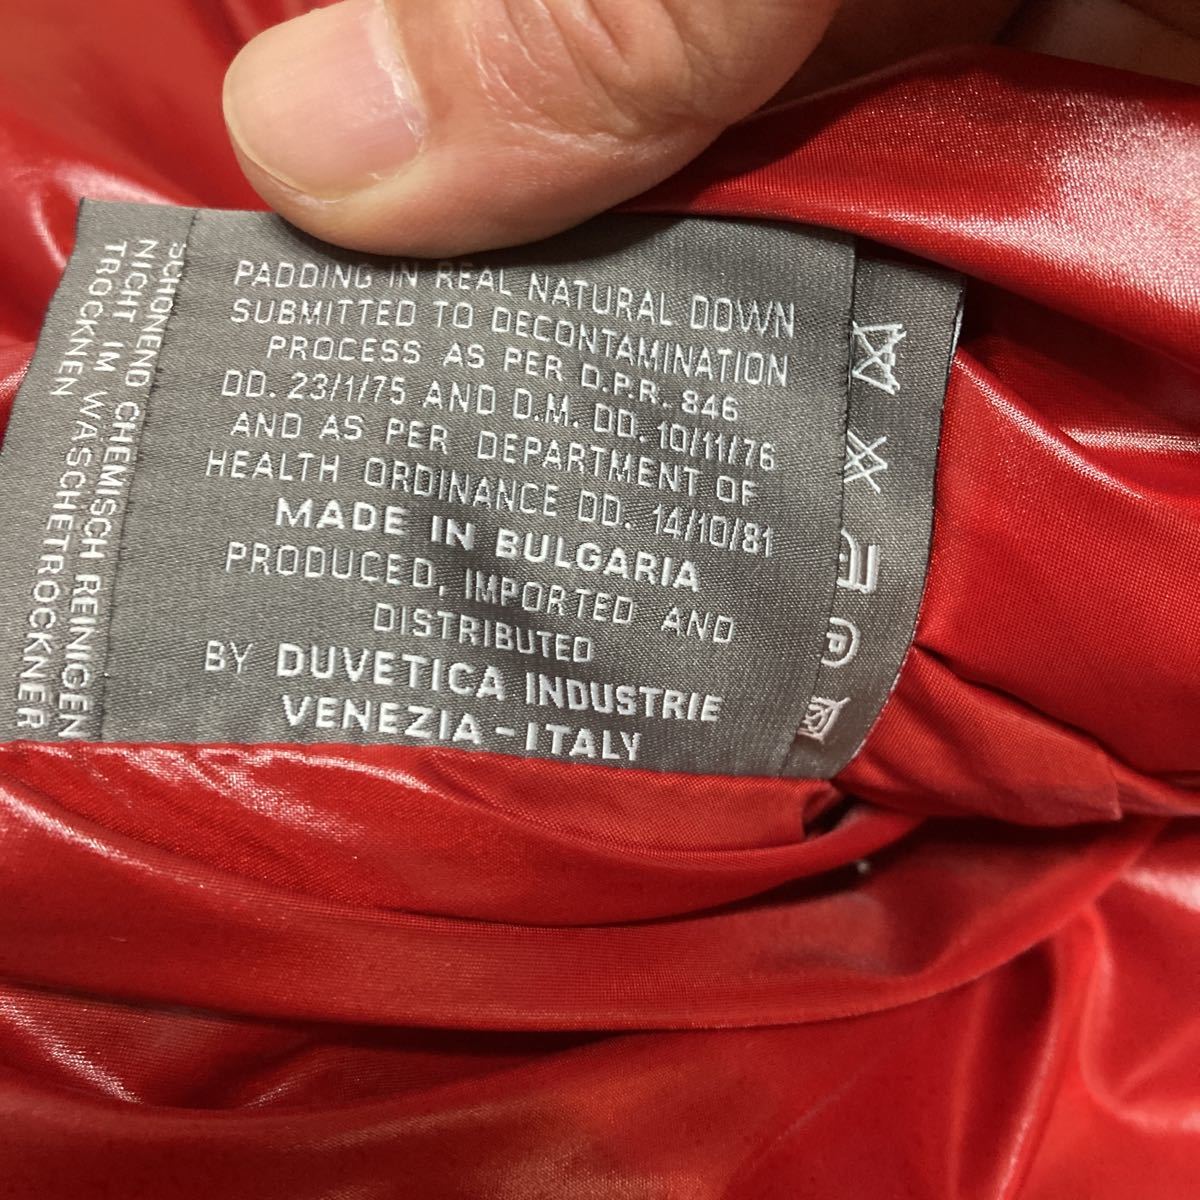 PADDING IN REAL NATURAL DOWN
SUBMITTED TO DECONTAMINATION
PROCESS AS PER D.P.R.. 846
DD. 23/1/75 AND D.M. DD. 10/11/76
AND AS PER DEPARTMENT OF
HEALTH ORDINANCE DD. 14/10/81
MADE IN BULGARIA
PRODUCED, IMPORTED AND
DISTRIBUTED
BY DUVETICA INDUSTRIE
VENEZIA - ITALY
SCHONEND CHEMISCH REINIGEN
NICHT IM WASCHETROCKNER
TROCKNEN
P